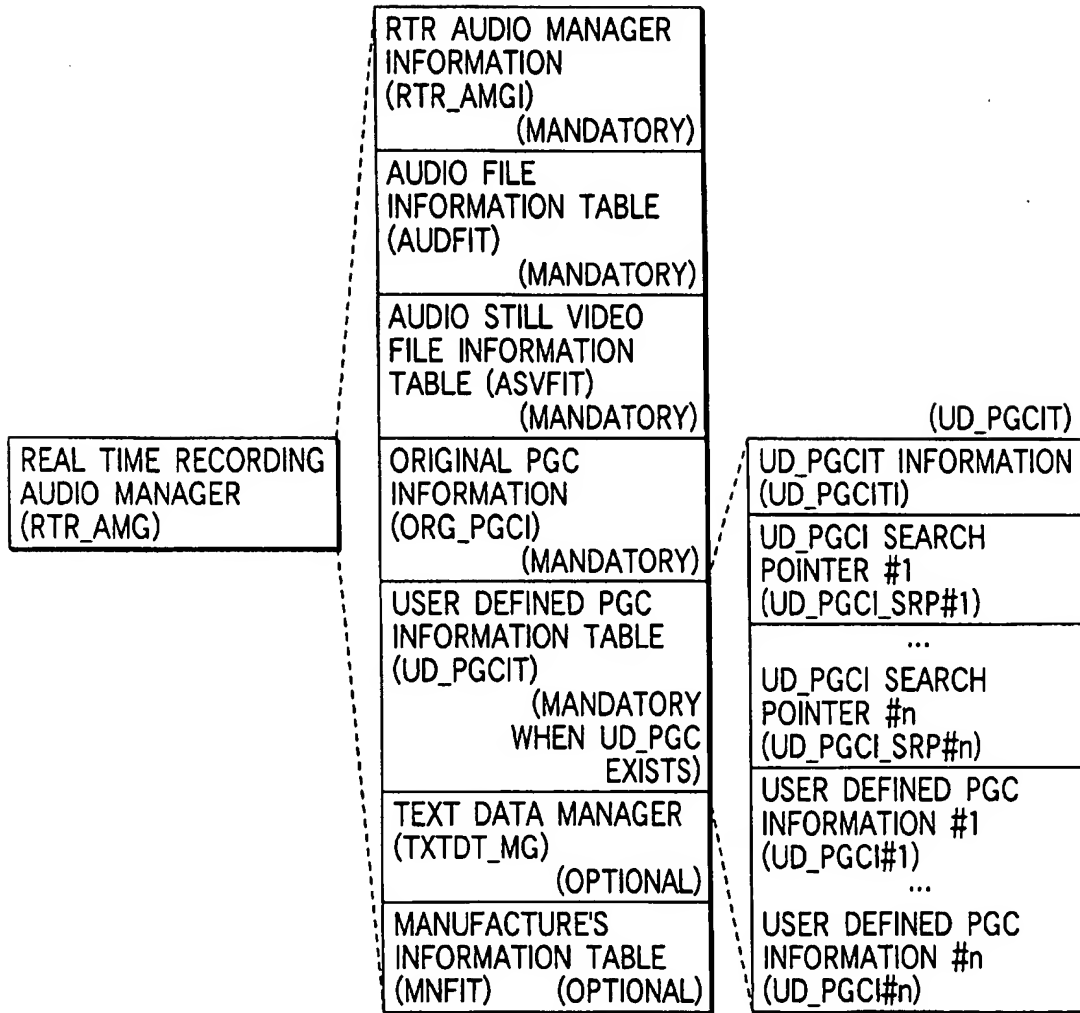 REAL TIME RECORDING
AUDIO MANAGER
(RTR_AMG)
RTR AUDIO MANAGER
INFORMATION
(RTR_AMGI)
(MANDATORY)
AUDIO FILE
INFORMATION TABLE
(AUDFIT)
(MANDATORY)
AUDIO STILL VIDEO
FILE INFORMATION
TABLE (ASVFIT)
(MANDATORY)
ORIGINAL PGC
INFORMATION
(ORG_PGCI)
(MANDATORY)
USER DEFINED PGC
INFORMATION TABLE
(UD_PGCIT)
(MANDATORY
WHEN UD_PGC
EXISTS)
TEXT DATA MANAGER
(TXTDT_MG)
(OPTIONAL)
MANUFACTURE'S
INFORMATION TABLE
(MNFIT) (OPTIONAL)
(UD_PGCIT)
UD_PGCIT INFORMATION
(UD_PGCITI)
UD_PGCI SEARCH
POINTER #1
(UD_PGCI_SRP#1)
...
UD_PGCI SEARCH
POINTER #n
(UD_PGCI_SRP#n)
USER DEFINED PGC
INFORMATION #1
(UD_PGCI#1)
...
USER DEFINED PGC
INFORMATION #n
(UD_PGCI#n)